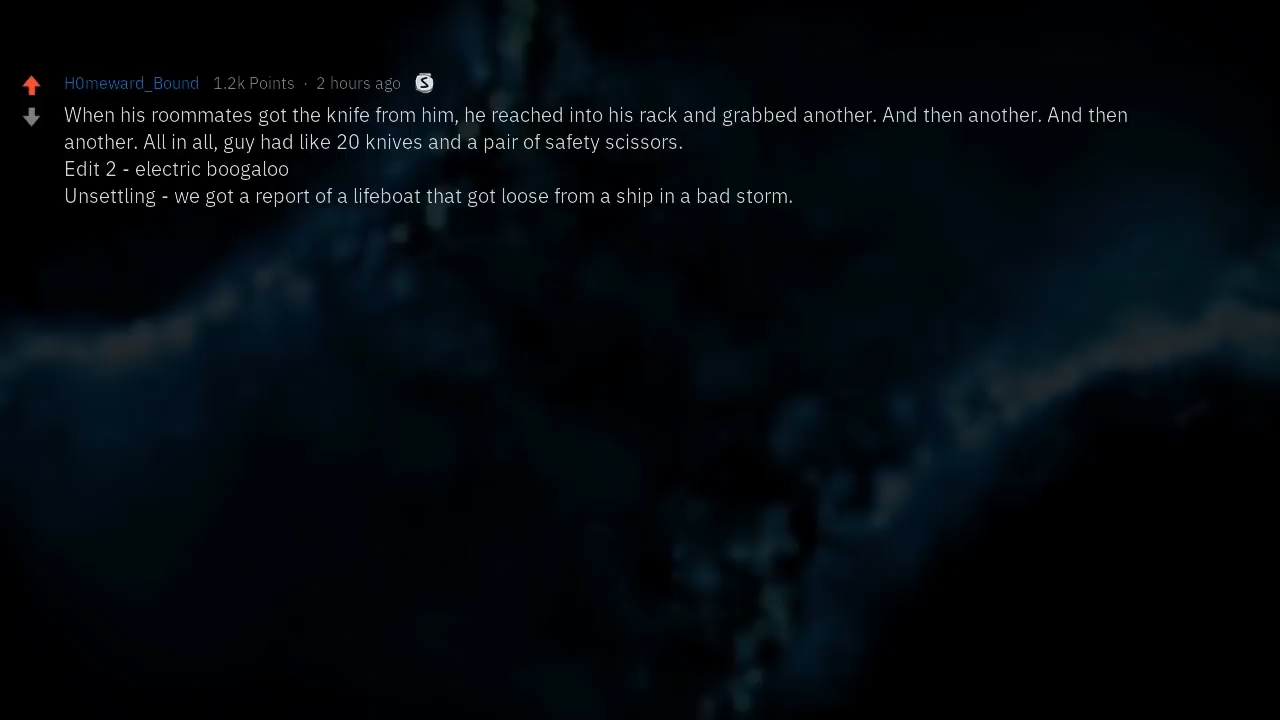 H0meward_Bound 1.2k Points · 2 hours ago S
When his roommates got the knife from him, he reached into his rack and grabbed another. And then another. And then
another. All in all, guy had like 20 knives and a pair of safety scissors.
Edit 2 - electric boogaloo
Unsettling - we got a report of a lifeboat that got loose from a ship in a bad storm.